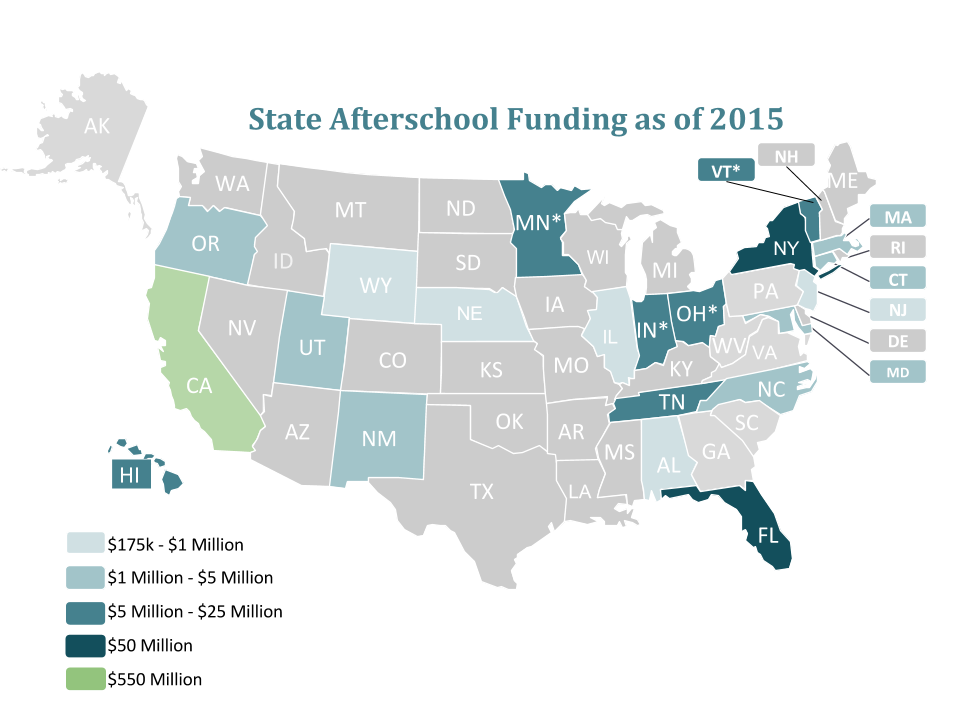 State Afterschool Funding as of 2015
AK
WA
OR
ID
MT
ND
MN*
SD
WY
NE
WI
MI
IA
NV
UT
CO
KS
MO
IL
IN*
OH*
PA
NY
VT*
NH
ME
MA
RI
CT
NJ
DE
MD
WV
VA
KY
CA
AZ
NM
OK
AR
TN
NC
SC
MS
AL
GA
TX
LA
FL
HI
$175k - $1 Million
$1 Million - $5 Million
$5 Million - $25 Million
$50 Million
$550 Million